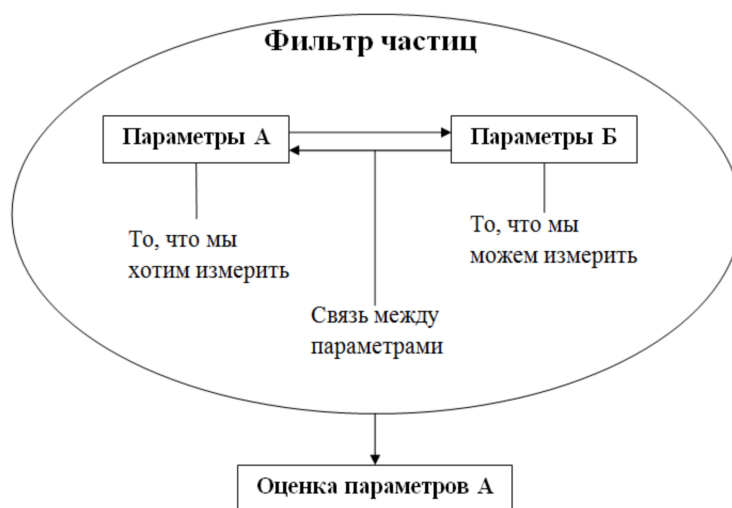 Фильтр частиц
Параметры А
Параметры Б
То, что мы
хотим измерить
То, что мы
можем измерить
Связь между
параметрами
Оценка параметров А